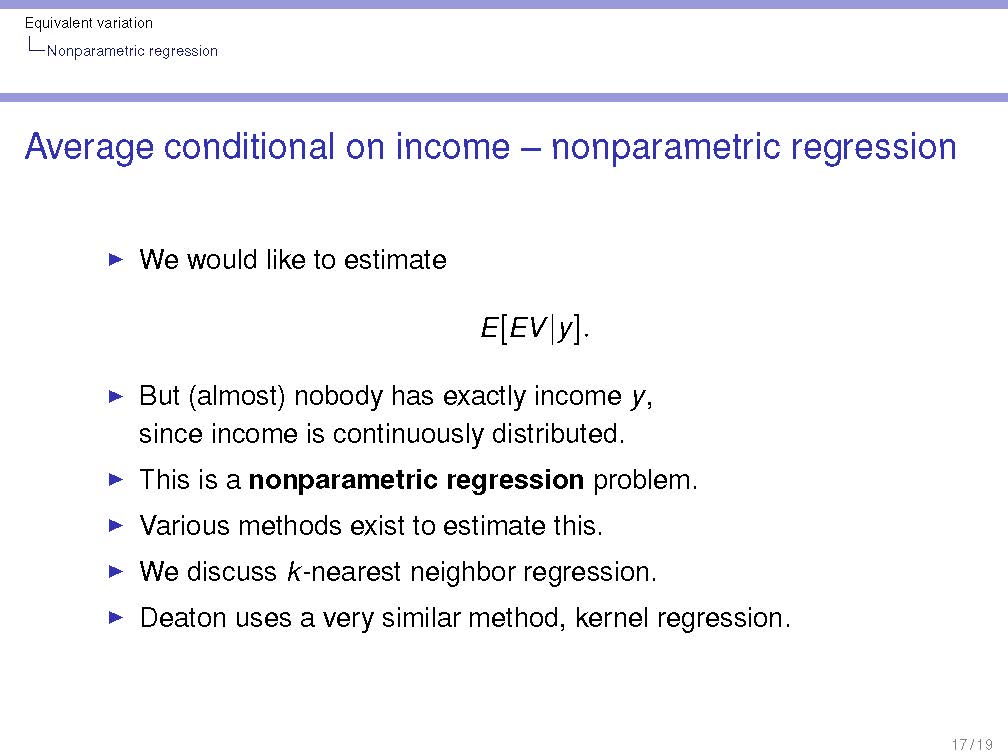 Equivalent variation
Nonparametric regression
Average conditional on income – nonparametric regression
► We would like to estimate
E[EV|y].
► But (almost) nobody has exactly income y,
since income is continuously distributed.
► This is a nonparametric regression problem.
► Various methods exist to estimate this.
► We discuss k-nearest neighbor regression.
► Deaton uses a very similar method, kernel regression.
17 / 19